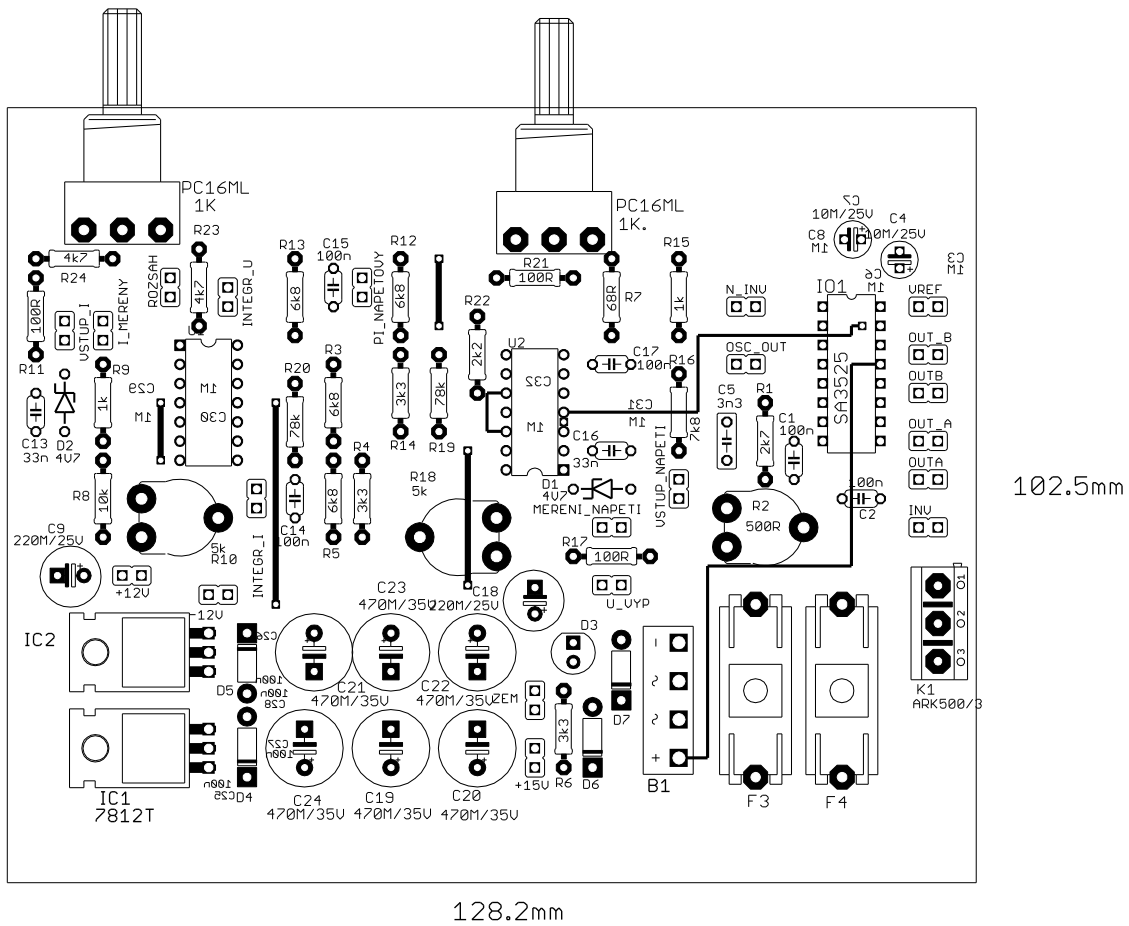 PC16ML
1K
PC16ML
1K.
C7
10M/25V
C4
10M/25V
C8
1M
C3
1M
C6
1M
R23
R13
C15
100n
R12
R15
R21
100R
4k7
R24
ROZSAH
4k7
INTEGR_U
6k8
PI_NAPETOVY
6k8
68R
R7
1k
N_INV
IO1
VREF
100R
VSTUP_I
I_MERENY
R22
2k2
U2
OSC_OUT
SA3525
OUT_B
OUTB
OUT_A
OUTA
INV
R11
R9
1k
C29
1M
1M
C30
R20
78k
R3
6k8
3k3
78k
R14
R19
C32
1M
C17
100n
R16
7k8
C31
1M
C5
3n3
R1
2k7
C1
100n
C13
33n
D2
4V7
R8
10k
R4
3k3
6k8
R5
C14
100n
INTEGR_I
R18
5k
D1
4V7
C16
33n
MERENI_NAPETI
VSTUP_NAPETI
R2
500R
100n
C2
C9
220M/25V
5k
R10
+12V
-12V
R17
100R
U_VYP
C23
470M/35V
C18
220M/25V
D3
IC2
C26
100n
D5
100n
C28
C21
470M/35V
C22
470M/35V
ZEM
D7
B1
F3
F4
K1
ARK500/3
1
2
3
IC1
7812T
C27
100n
100n
C25
D4
C24
470M/35V
C19
470M/35V
C20
470M/35V
+15V
3k3
R6
D6
102.5mm
128.2mm